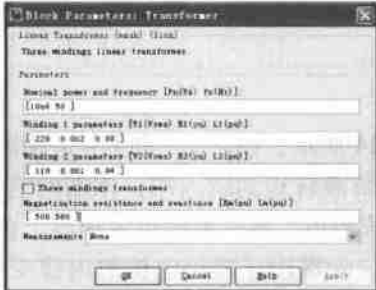 Block Parameters: Transformer
Linear Transformer (mask) (link)
Three windings linear transformer.
Parameters
Nominal power and frequency [Pn(VA) fn(Hz)]:
[10e4 50 ]
Winding 1 parameters [V1(Vrms) R1(pu) L1(pu)]:
[ 220 0.002 0.08 ]
Winding 2 parameters [V2(Vrms) R2(pu) L2(pu)]:
[ 110 0.001 0.04 ]
Three windings transformer
Magnetization resistance and reactance [Rm(pu) Lm(pu)]:
[ 500 500 ]
Measurements None
OK Cancel Help Apply